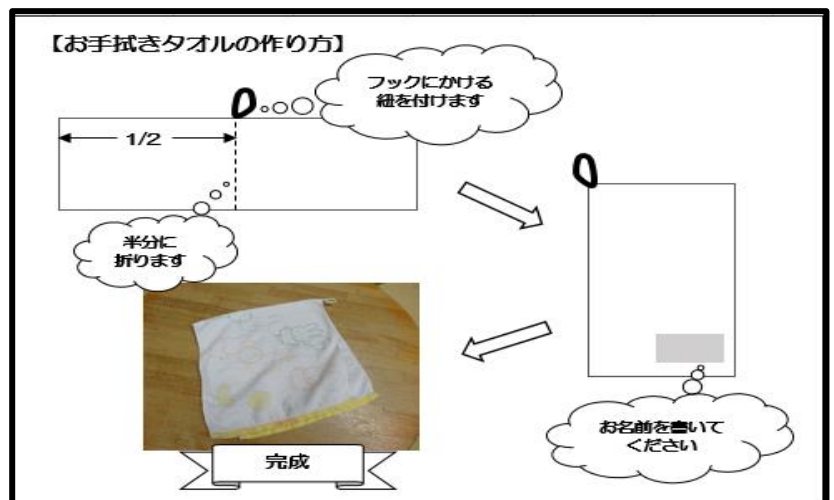 【お手拭きタオルの作り方】
フックにかける
紐を付けます
1/2
半分に
折ります
お名前を書いて
ください
完成